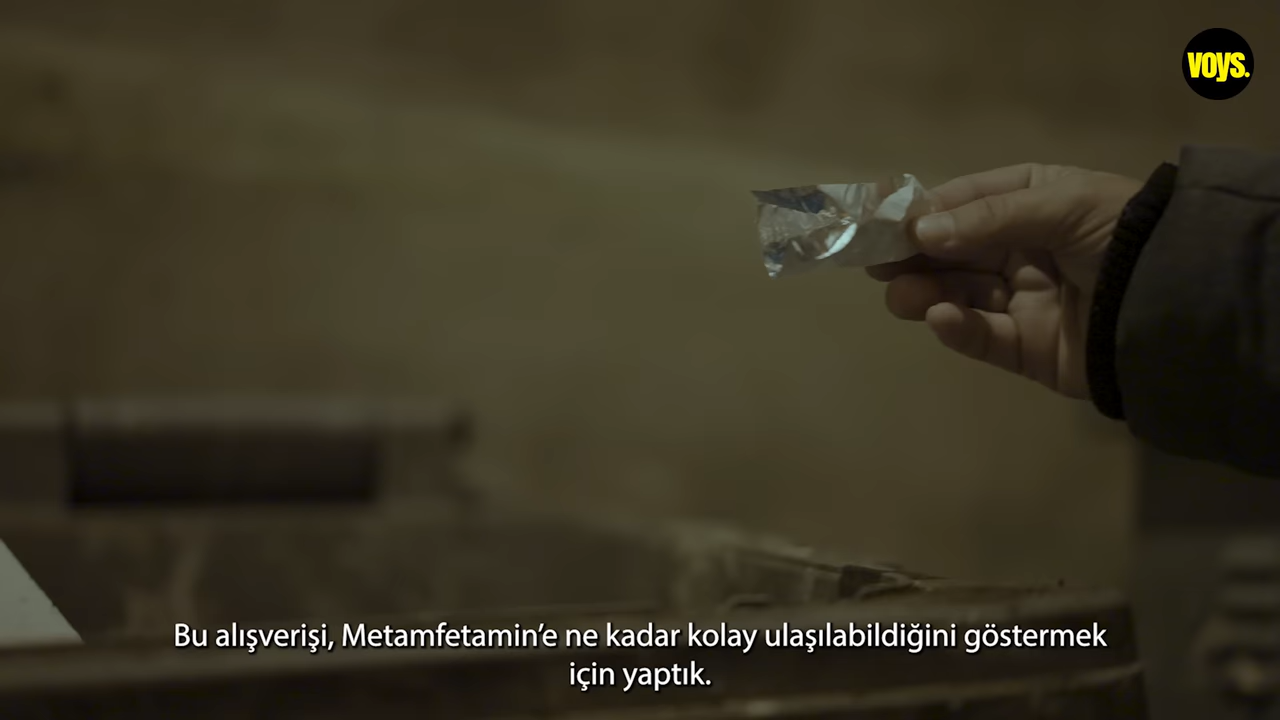 voys.
Bu alışverişi, Metamfetamin’e ne kadar kolay ulaşılabildiğini göstermek
için yaptık.